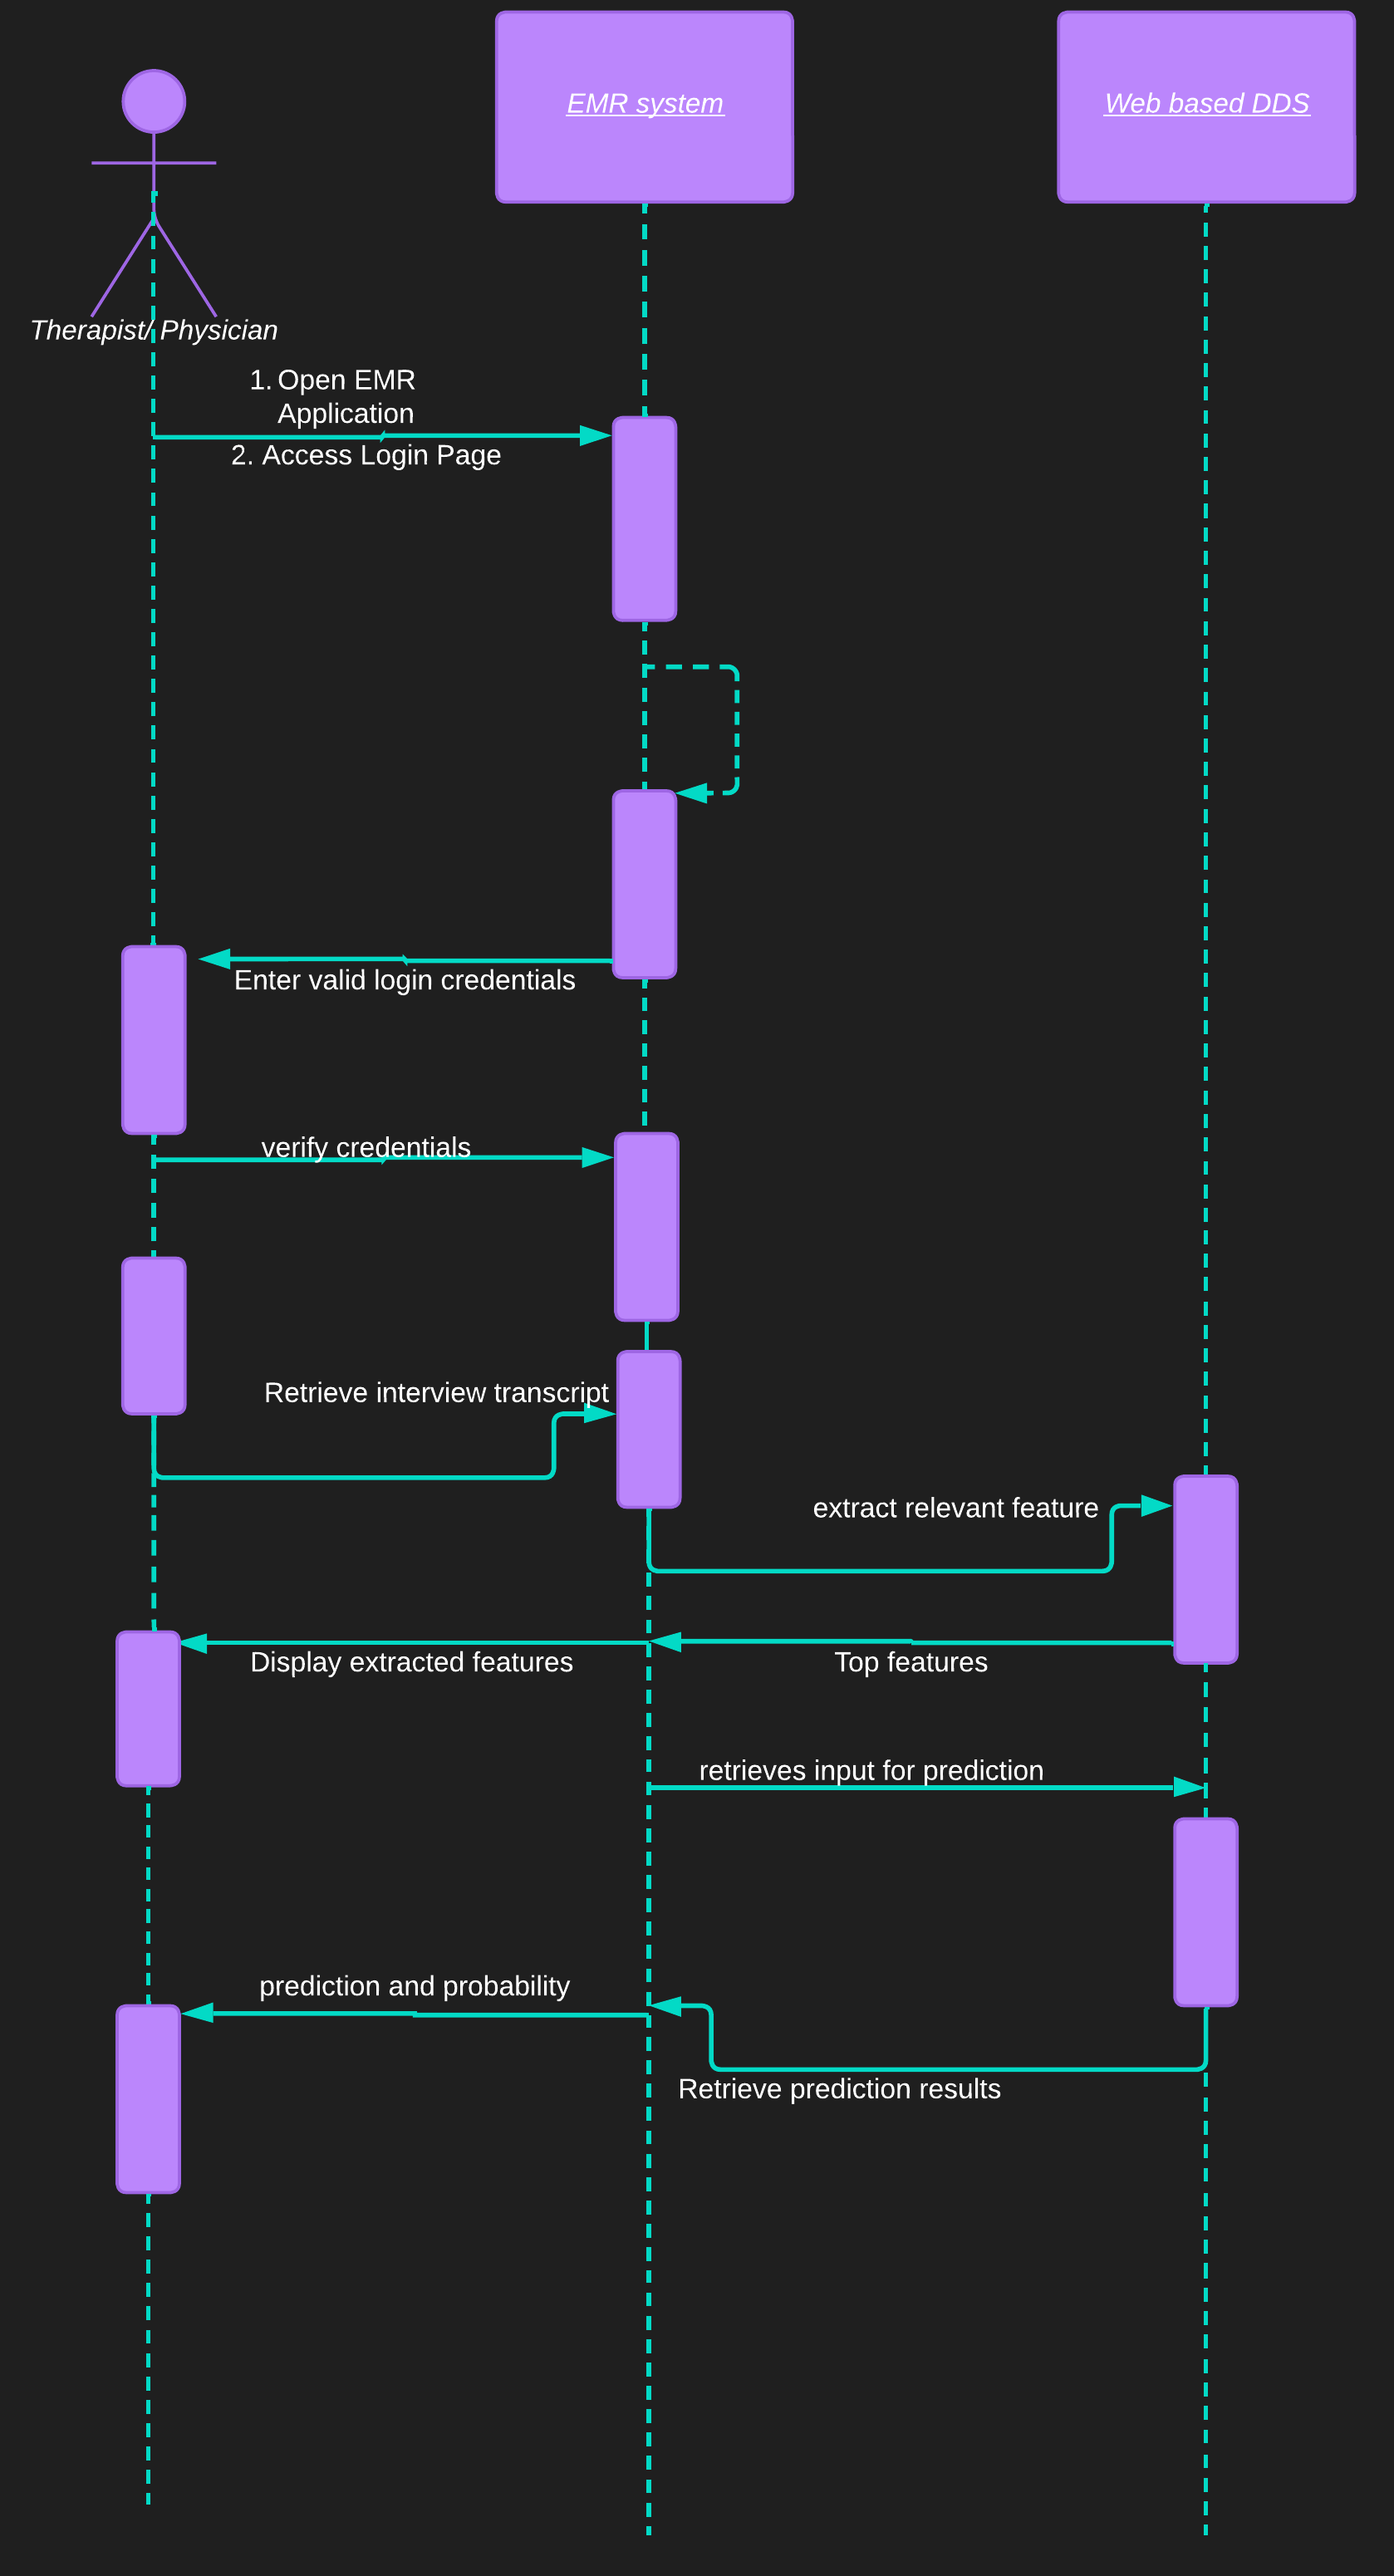 EMR system
Web based DDS
Therapist/ Physician
1. Open EMR
Application
2. Access Login Page
Enter valid login credentials
verify credentials
Retrieve interview transcript
extract relevant feature
Display extracted features
Top features
retrieves input for prediction
prediction and probability
Retrieve prediction results